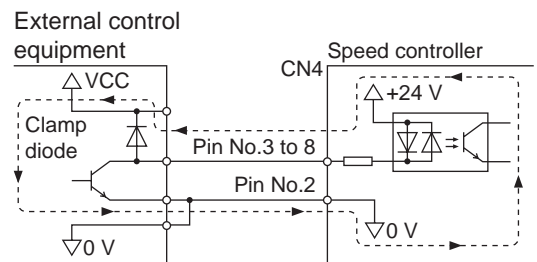 External control
equipment
Speed controller
CN4
VCC
+24 V
Clamp
diode
Pin No.3 to 8
Pin No.2
0 V
0 V